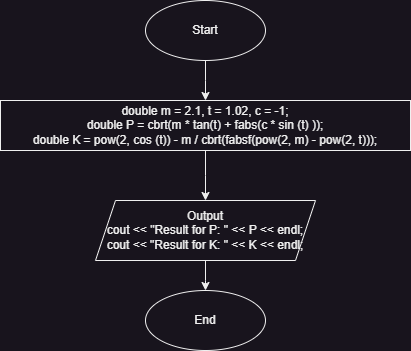 Start
double m = 2.1, t = 1.02, c = -1;
double P = cbrt(m * tan(t) + fabs(c * sin (t) ));
double K = pow(2, cos (t)) - m / cbrt(fabsf(pow(2, m) - pow(2, t)));
Output
cout << "Result for P: " << P << endl;
cout << "Result for K: " << K << endl;
End